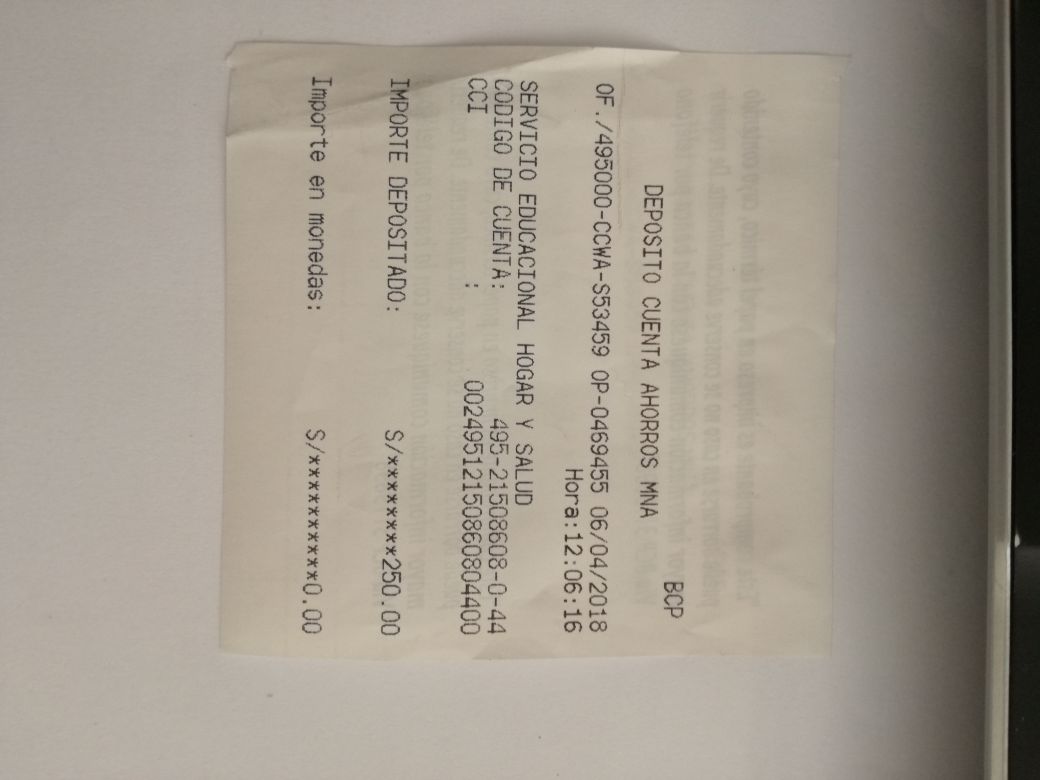 BCP
DEPOSITO CUENTA AHORROS MNA
OF./495000-CCWA-S53459 OP-0469455 06/04/2018
Hora:12:06:16
SERVICIO EDUCACIONAL HOGAR Y SALUD
CODIGO DE CUENTA: 495-21508608-0-44
CCI : 00249512150860804400
IMPORTE DEPOSITADO: S/*********250.00
Importe en monedas: S/***********0.00